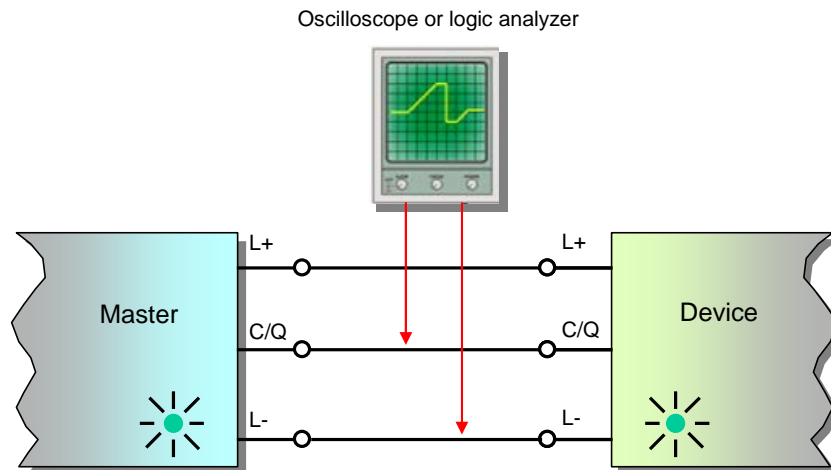 Oscilloscope or logic analyzer
L+
L+
Master
Device
C/Q
C/Q
L-
L-